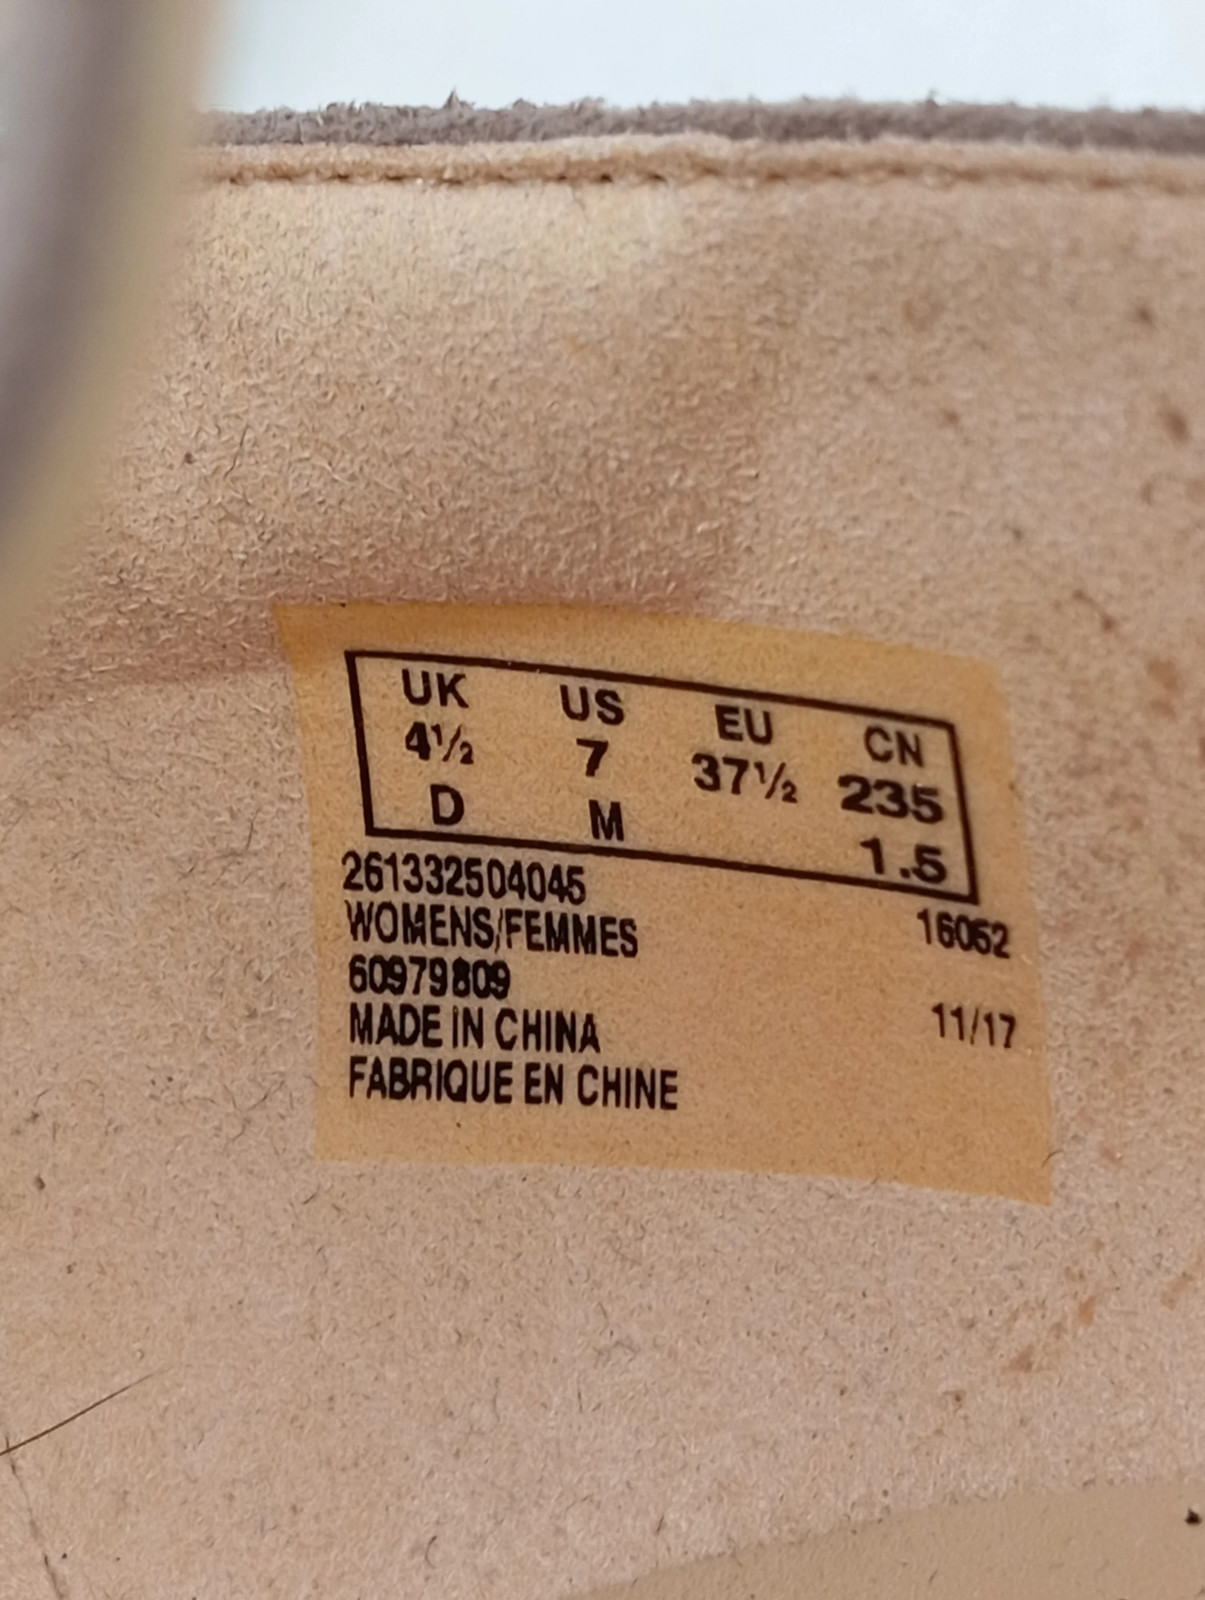 UK US EU CN
4½ 7 37½ 235
D M 1.5
261332504045
WOMENS/FEMMES 16052
60979809
MADE IN CHINA 11/17
FABRIQUE EN CHINE